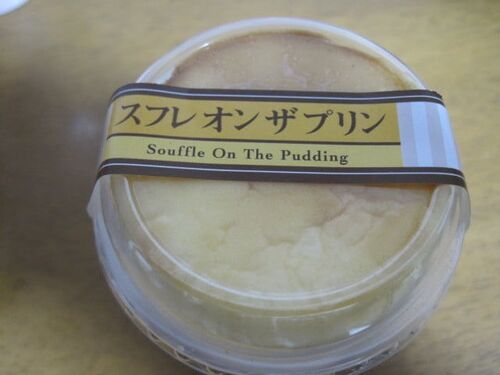 スフレ オン ザ プリン
Souffle On The Pudding